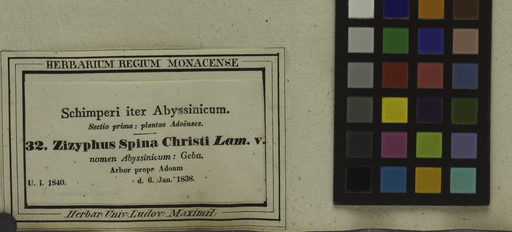 HERBARIUM REGIUM MONACENSE
Schimperi iter Abyssinicum.
Sectio prima: plantae Adoënses.
32. Zizyphus Spina Christi Lam. v.
nomen Abyssinicum: Geba.
Arbor prope Adoam
U. i. 1840. d. 6. Jan. 1838.
Herbar. Univ. Ludov. Maximil.